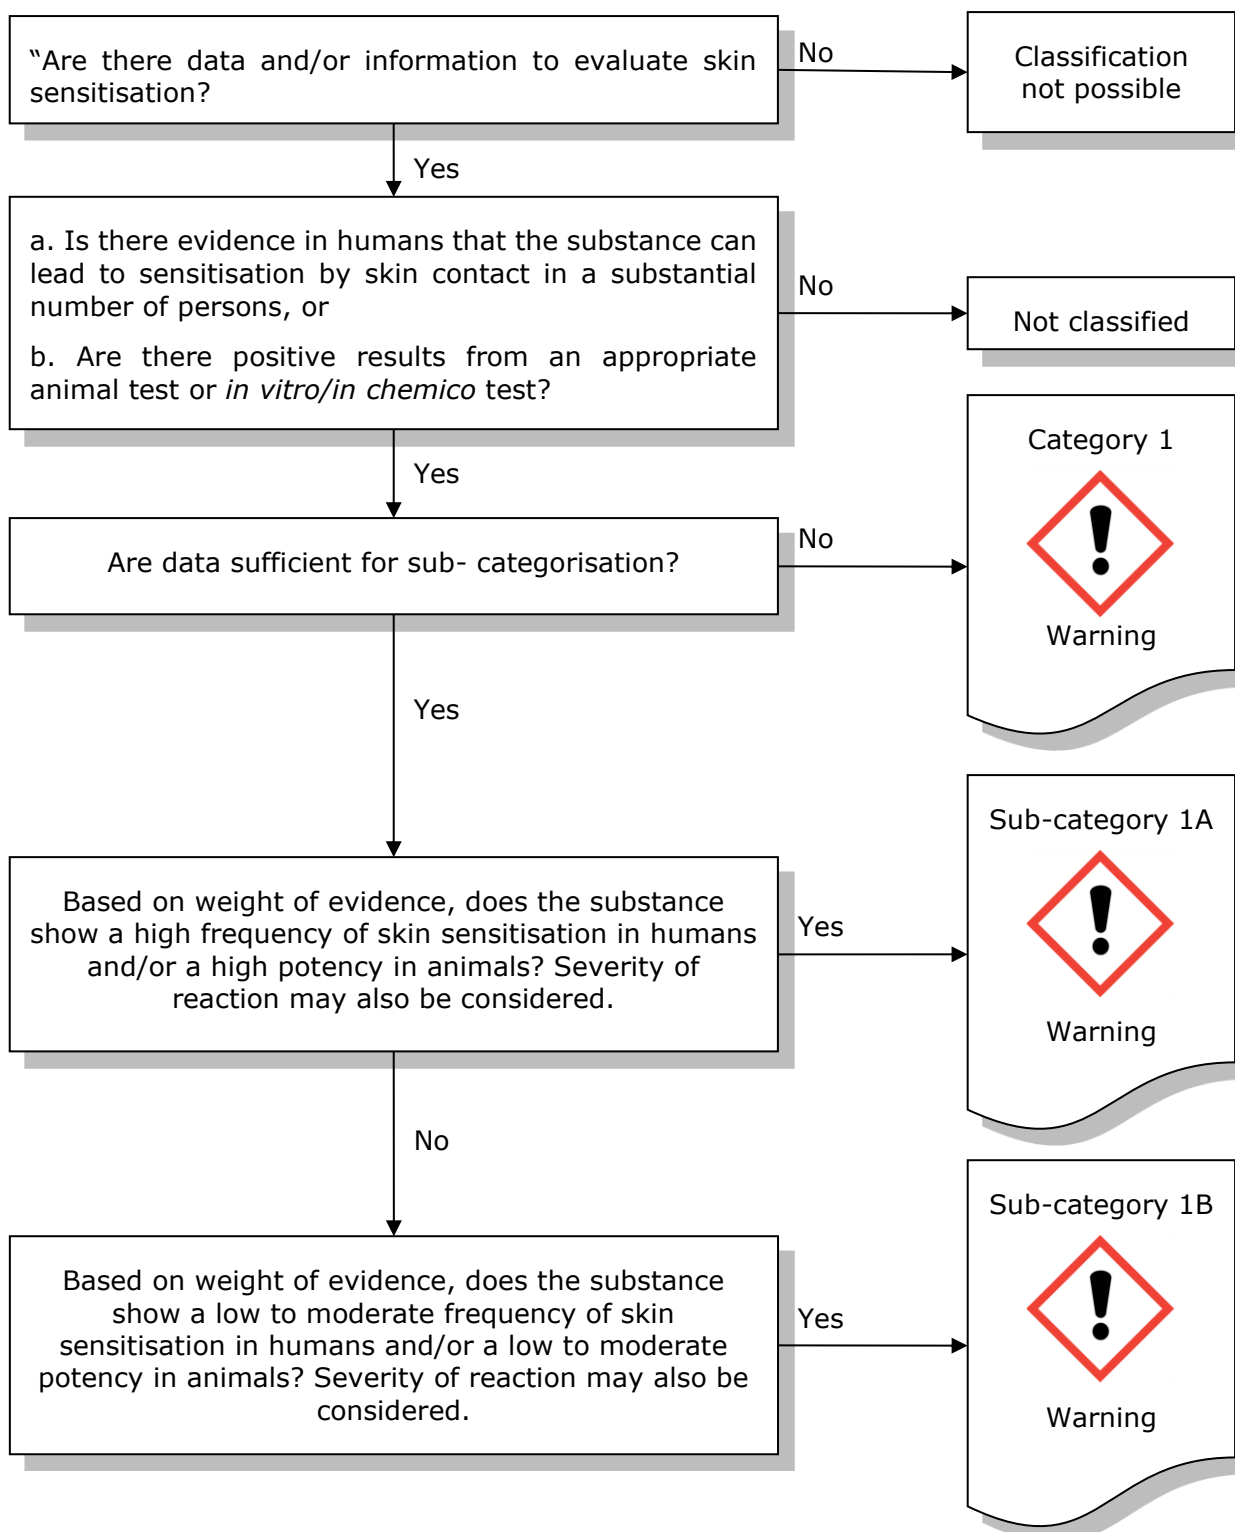 “Are there data and/or information to evaluate skin
sensitisation?
No
Classification
not possible
Yes
a. Is there evidence in humans that the substance can
lead to sensitisation by skin contact in a substantial
number of persons, or
b. Are there positive results from an appropriate
animal test or in vitro/in chemico test?
No
Not classified
Yes
Are data sufficient for sub- categorisation?
No
Category 1
Warning
Yes
Based on weight of evidence, does the substance
show a high frequency of skin sensitisation in humans
and/or a high potency in animals? Severity of
reaction may also be considered.
Yes
Sub-category 1A
Warning
No
Based on weight of evidence, does the substance
show a low to moderate frequency of skin
sensitisation in humans and/or a low to moderate
potency in animals? Severity of reaction may also be
considered.
Yes
Sub-category 1B
Warning